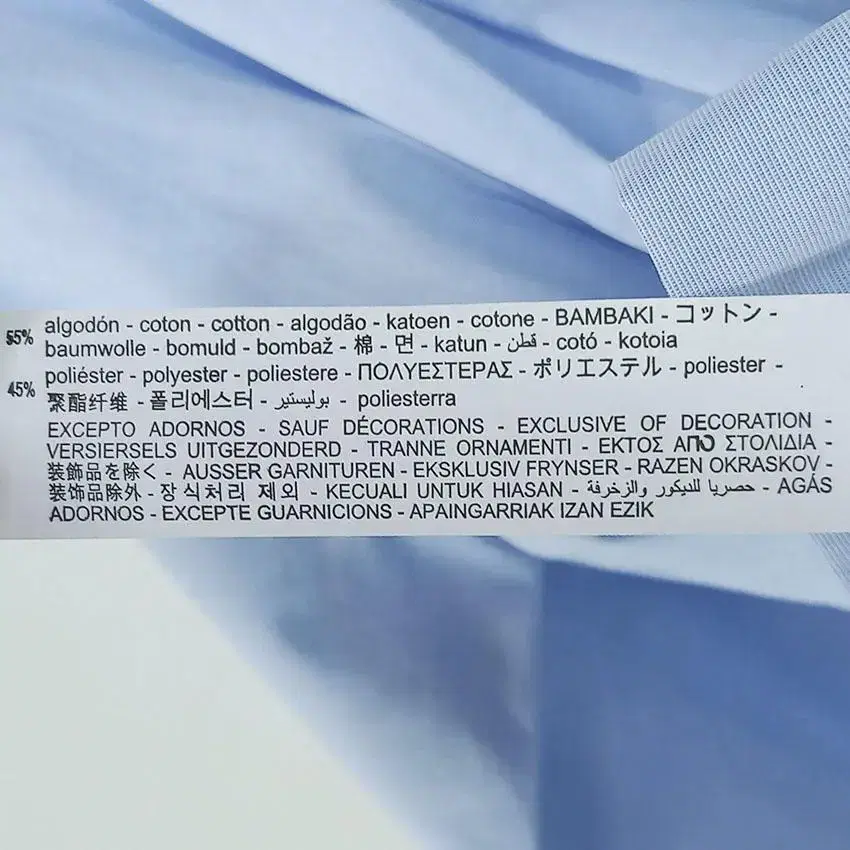 55% algodón - coton - cotton - algodão - katoen - cotone - BAMBAKI - コットン -
baumwolle - bomuld - bombaž - 棉 - 면 - katun - قطن - cotó - kotoia
45% poliéster - polyester - poliestere - ΠΟΛΥΕΣΤΕΡΑΣ - ポリエステル - poliester -
聚酯纤维 - 폴리에스터 - بوليستير - poliesterra
EXCEPTO ADORNOS - SAUF DÉCORATIONS - EXCLUSIVE OF DECORATION -
VERSIERSELS UITGEZONDERD - TRANNE ORNAMENTI - ΕΚΤΟΣ ΑΠΟ ΣΤΟΛΙΔΙΑ -
装飾品を除く - AUSSER GARNITUREN - EKSKLUSIV FRYNSER - RAZEN OKRASKOV -
装饰品除外 - 장식처리 제외 - KECUALI UNTUK HIASAN - حصريا للديكور والزخرفة - AGÁS
ADORNOS - EXCEPTE GUARNICIONS - APAINGARRIAK IZAN EZIK